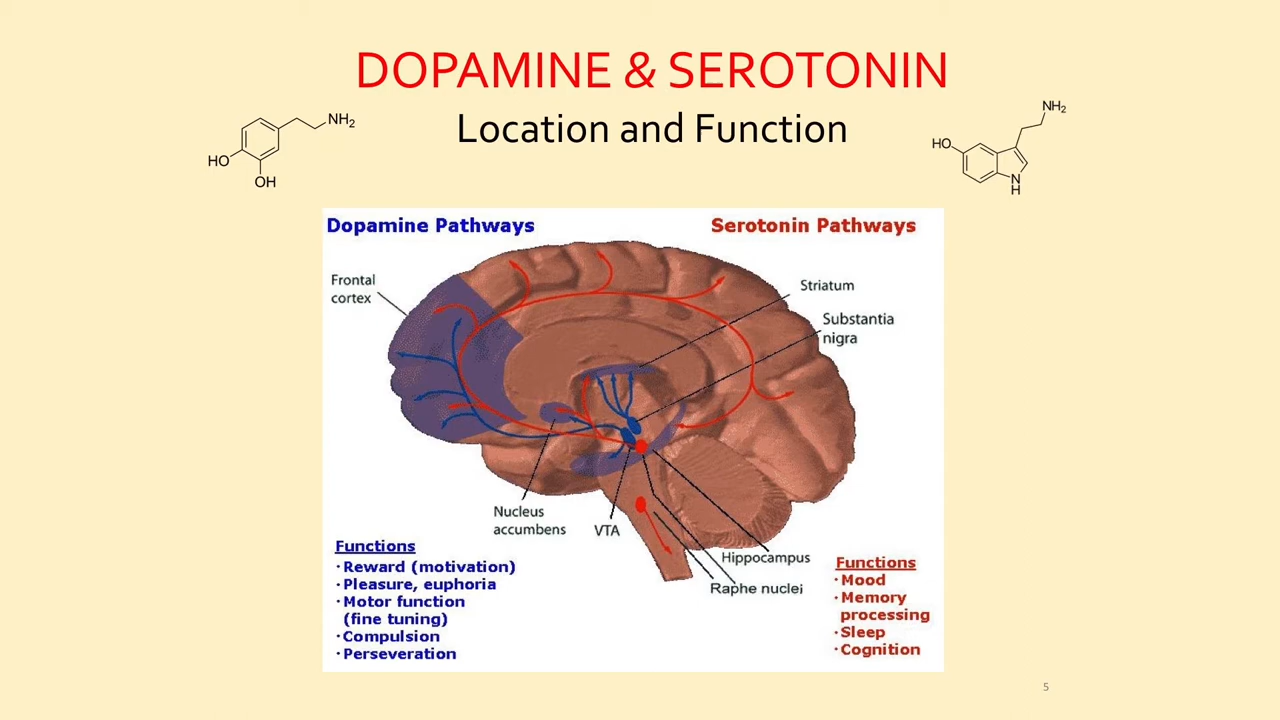 DOPAMINE & SEROTONIN
Location and Function
NH2
HO
OH
NH2
HO
N
H
Dopamine Pathways
Serotonin Pathways
Frontal
cortex
Striatum
Substantia
nigra
Nucleus
accumbens
VTA
Hippocampus
Raphe nuclei
Functions
·Reward (motivation)
·Pleasure, euphoria
·Motor function
(fine tuning)
·Compulsion
·Perseveration
Functions
·Mood
·Memory
processing
·Sleep
·Cognition
5